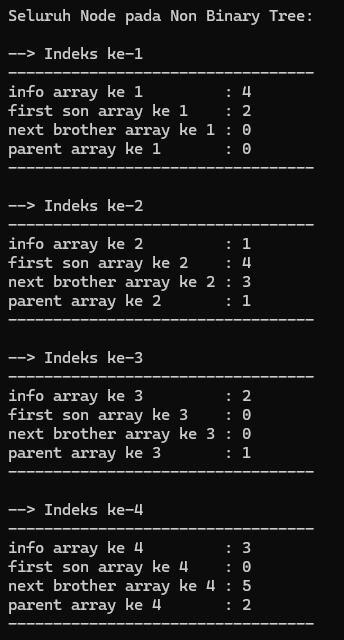 Seluruh Node pada Non Binary Tree:
--> Indeks ke-1
----------------------------------
info array ke 1         : 4
first son array ke 1    : 2
next brother array ke 1 : 0
parent array ke 1       : 0
----------------------------------
--> Indeks ke-2
----------------------------------
info array ke 2         : 1
first son array ke 2    : 4
next brother array ke 2 : 3
parent array ke 2       : 1
----------------------------------
--> Indeks ke-3
----------------------------------
info array ke 3         : 2
first son array ke 3    : 0
next brother array ke 3 : 0
parent array ke 3       : 1
----------------------------------
--> Indeks ke-4
----------------------------------
info array ke 4         : 3
first son array ke 4    : 0
next brother array ke 4 : 5
parent array ke 4       : 2
----------------------------------